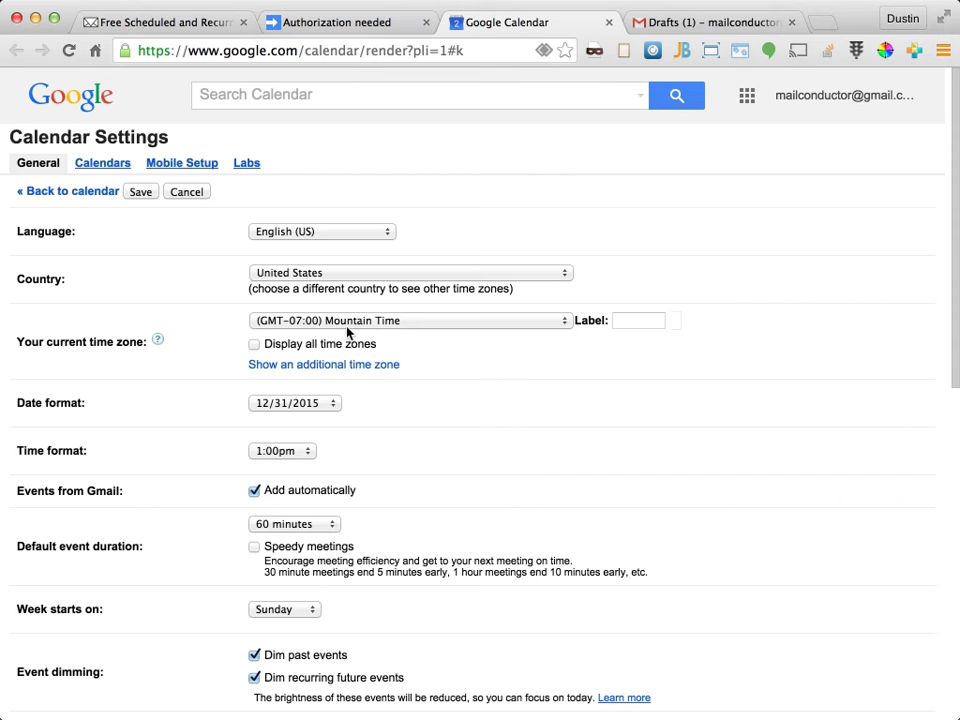 Free Scheduled and Recurr
Authorization needed
Google Calendar
Drafts (1) – mailconductor
Dustin
https://www.google.com/calendar/render?pli=1#k
JB
Google
Search Calendar
mailconductor@gmail.c...
Calendar Settings
General
Calendars
Mobile Setup
Labs
« Back to calendar
Save
Cancel
Language:
English (US)
Country:
United States
(choose a different country to see other time zones)
Your current time zone:
?
(GMT-07:00) Mountain Time
Label:
Display all time zones
Show an additional time zone
Date format:
12/31/2015
Time format:
1:00pm
Events from Gmail:
Add automatically
Default event duration:
60 minutes
Speedy meetings
Encourage meeting efficiency and get to your next meeting on time.
30 minute meetings end 5 minutes early, 1 hour meetings end 10 minutes early, etc.
Week starts on:
Sunday
Event dimming:
Dim past events
Dim recurring future events
The brightness of these events will be reduced, so you can focus on today. Learn more